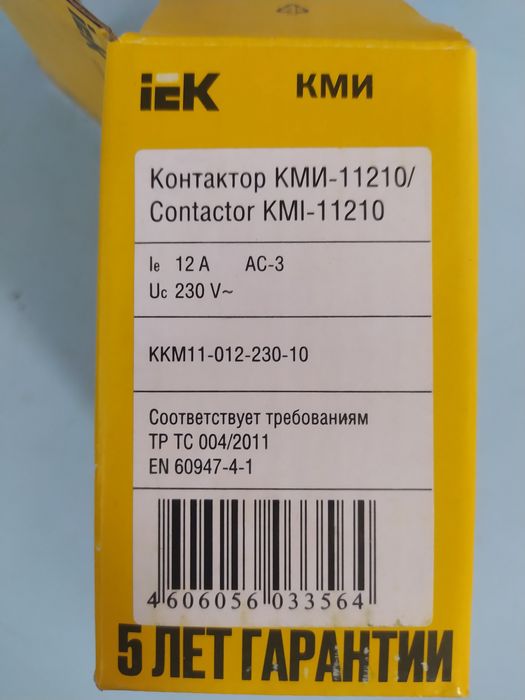 iEK КМИ
Контактор КМИ-11210/
Contactor KMI-11210
Ie 12 A AC-3
Uc 230 V~
KKM11-012-230-10
Соответствует требованиям
ТР ТС 004/2011
EN 60947-4-1
4 606056 033564
5 ЛЕТ ГАРАНТИИ